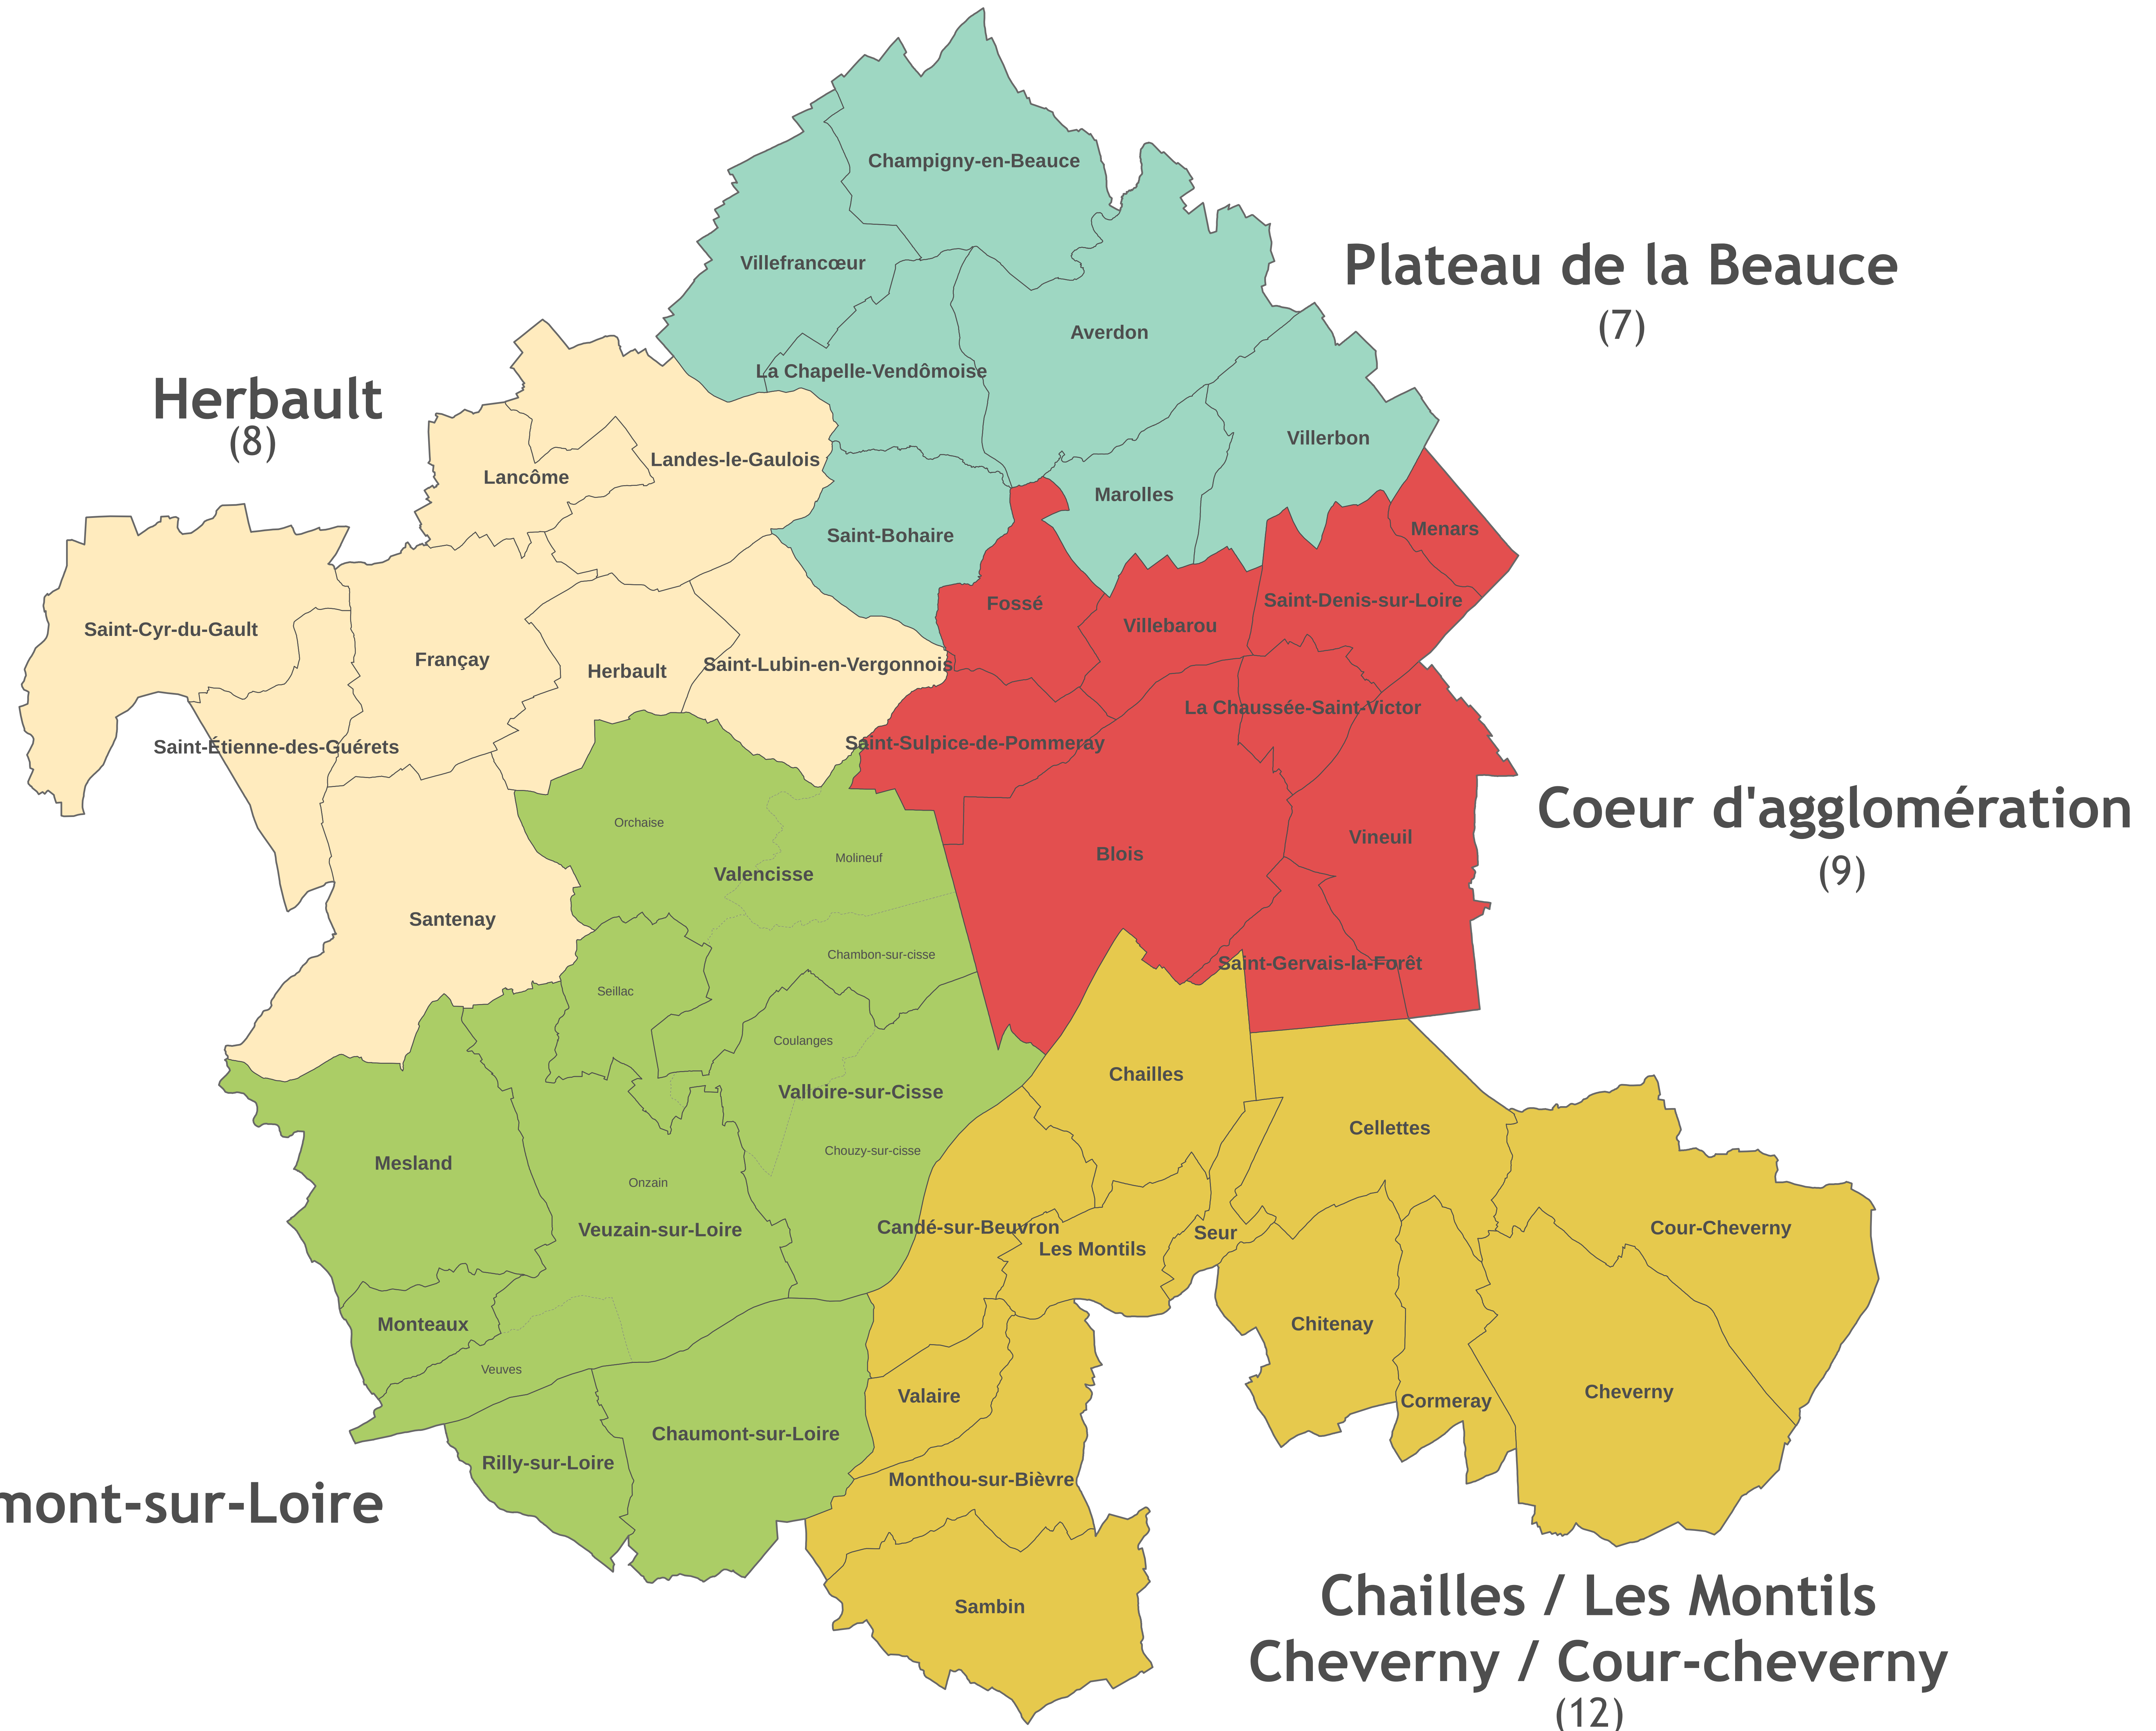 Champigny-en-Beauce
Villefrancœur
Plateau de la Beauce
(7)
Averdon
La Chapelle-Vendômoise
Herbault
(8)
Villerbon
Landes-le-Gaulois
Lancôme
Marolles
Menars
Saint-Bohaire
Saint-Denis-sur-Loire
Fossé
Villebarou
Saint-Cyr-du-Gault
Françay
Saint-Lubin-en-Vergonnois
Herbault
La Chaussée-Saint-Victor
Saint-Sulpice-de-Pommeray
Saint-Étienne-des-Guérets
Coeur d'agglomération
(9)
Orchaise
Vineuil
Blois
Molineuf
Valencisse
Santenay
Chambon-sur-cisse
Saint-Gervais-la-Forêt
Seillac
Coulanges
Chailles
Valloire-sur-Cisse
Cellettes
Chouzy-sur-cisse
Mesland
Onzain
Candé-sur-Beuvron
Veuzain-sur-Loire
Cour-Cheverny
Seur
Les Montils
Monteaux
Chitenay
Veuves
Cheverny
Valaire
Cormeray
Chaumont-sur-Loire
Rilly-sur-Loire
Monthou-sur-Bièvre
mont-sur-Loire
Sambin
Chailles / Les Montils
Cheverny / Cour-cheverny
(12)